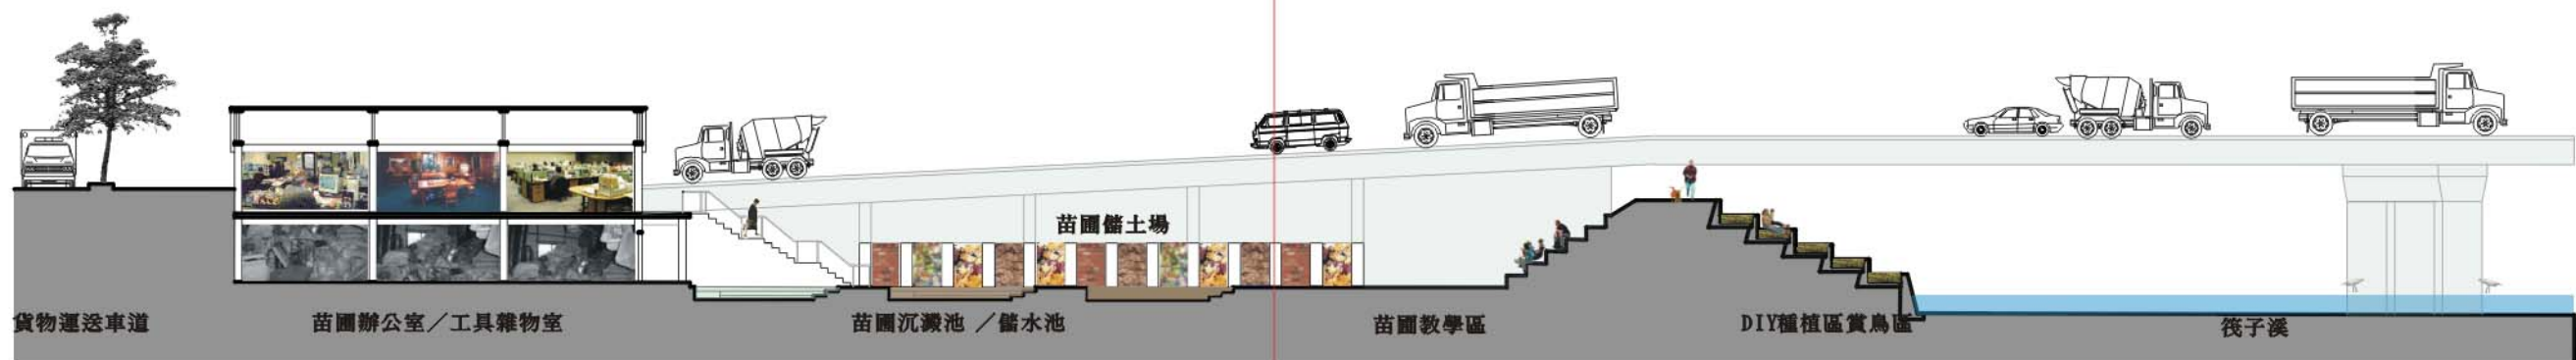 苗圃儲土場
貨物運送車道
苗圃辦公室／工具雜物室
苗圃沉澱池 ／儲水池
苗圃教學區
DIY種植區賞鳥區
筏子溪